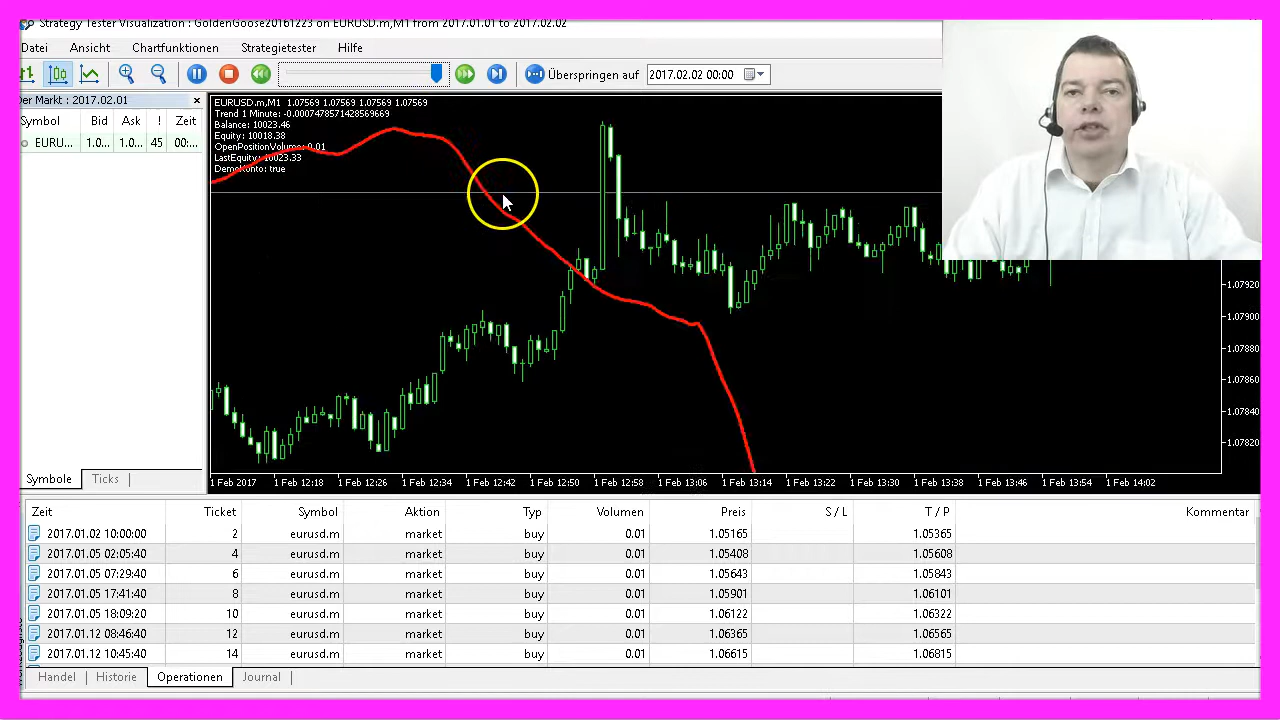 Strategy Tester Visualization : GoldenGoose20161223 on EURUSD.m,M1 from 2017.01.01 to 2017.02.02
Datei Ansicht Chartfunktionen Strategietester Hilfe
Überspringen auf 2017.02.02 00:00
Der Markt : 2017.02.01 ×
Symbol Bid Ask ! Zeit
EURU... 1.0... 1.0... 45 00:...
EURUSD.m,M1 1.07569 1.07569 1.07569 1.07569
Trend 1 Minute: -0.0007478571428569669
Balance: 10023.46
Equity: 10018.38
OpenPositionVolume: 0.01
LastEquity: 10023.33
DemoKonto: true
1.07920
1.07900
1.07880
1.07860
1.07840
1.07820
Symbole Ticks
1 Feb 2017 1 Feb 12:18 1 Feb 12:26 1 Feb 12:34 1 Feb 12:42 1 Feb 12:50 1 Feb 12:58 1 Feb 13:06 1 Feb 13:14 1 Feb 13:22 1 Feb 13:30 1 Feb 13:38 1 Feb 13:46 1 Feb 13:54 1 Feb 14:02
Zeit Ticket Symbol Aktion Typ Volumen Preis S / L T / P Kommentar
2017.01.02 10:00:00 2 eurusd.m market buy 0.01 1.05165 1.05365
2017.01.05 02:05:40 4 eurusd.m market buy 0.01 1.05408 1.05608
2017.01.05 07:29:40 6 eurusd.m market buy 0.01 1.05643 1.05843
2017.01.05 17:41:40 8 eurusd.m market buy 0.01 1.05901 1.06101
2017.01.05 18:09:20 10 eurusd.m market buy 0.01 1.06122 1.06322
2017.01.12 08:46:40 12 eurusd.m market buy 0.01 1.06365 1.06565
2017.01.12 10:45:40 14 eurusd.m market buy 0.01 1.06615 1.06815
Handel Historie Operationen Journal